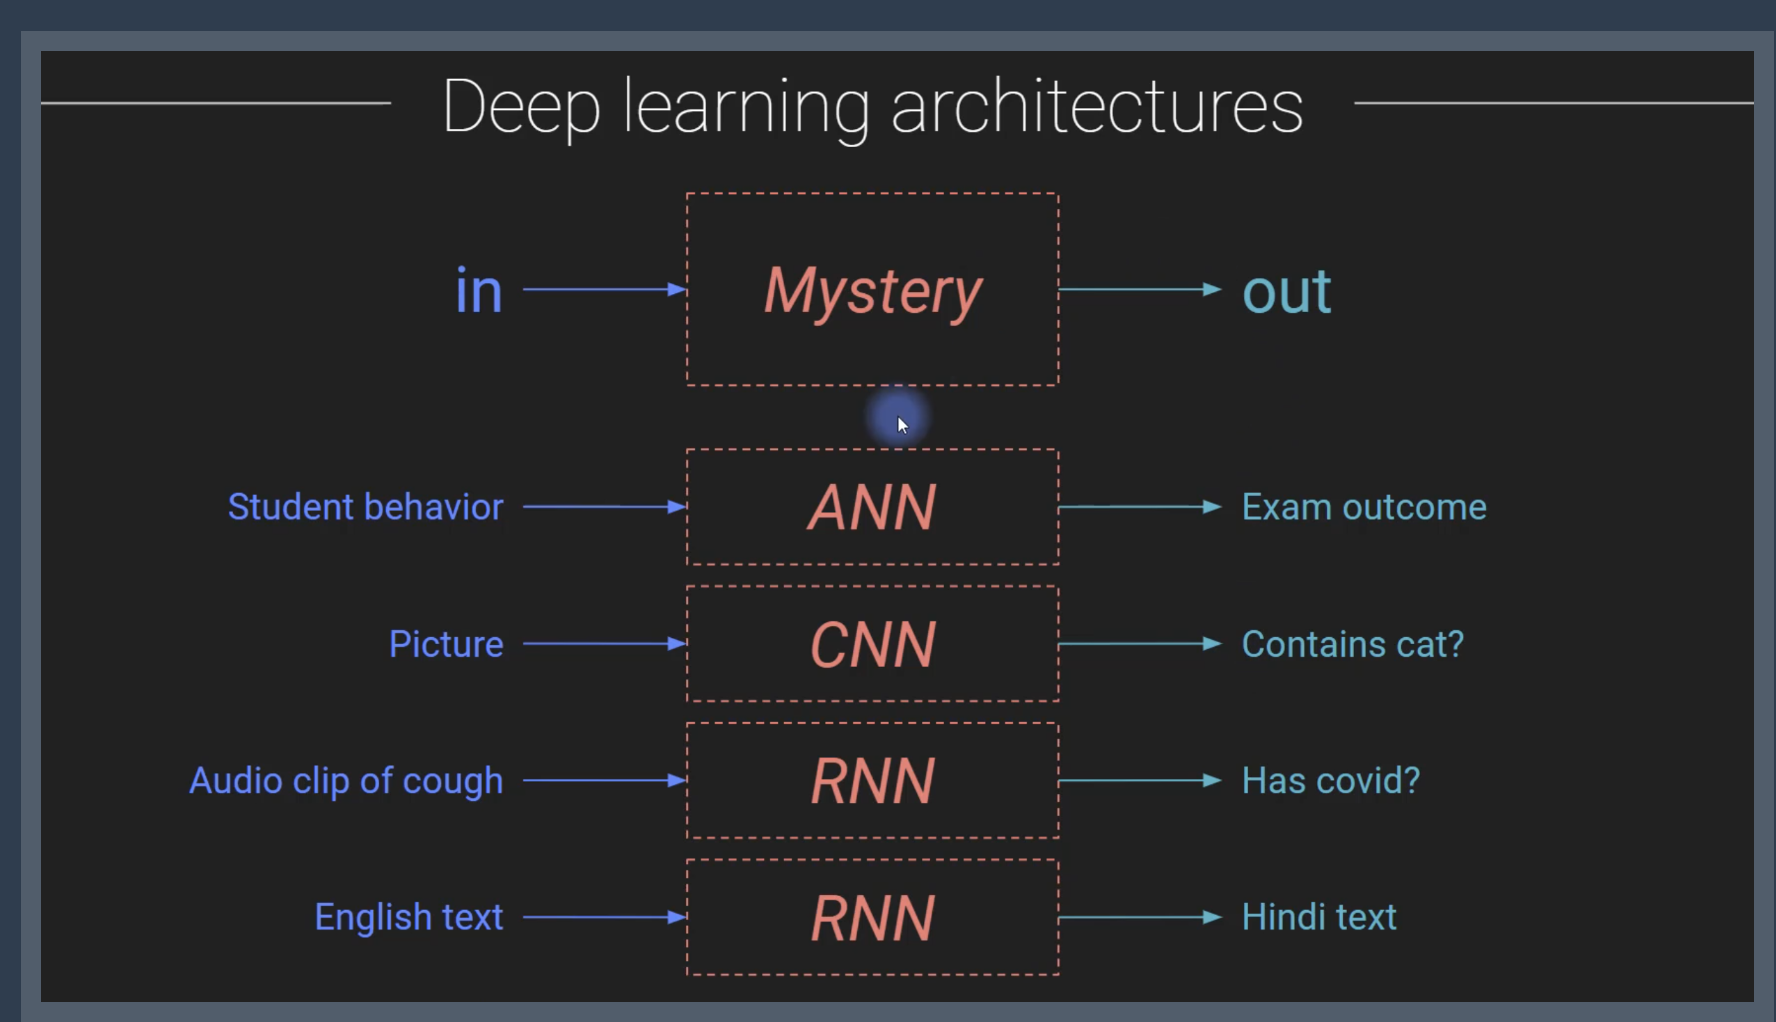 Deep learning architectures
in Mystery out
Student behavior ANN Exam outcome
Picture CNN Contains cat?
Audio clip of cough RNN Has covid?
English text RNN Hindi text